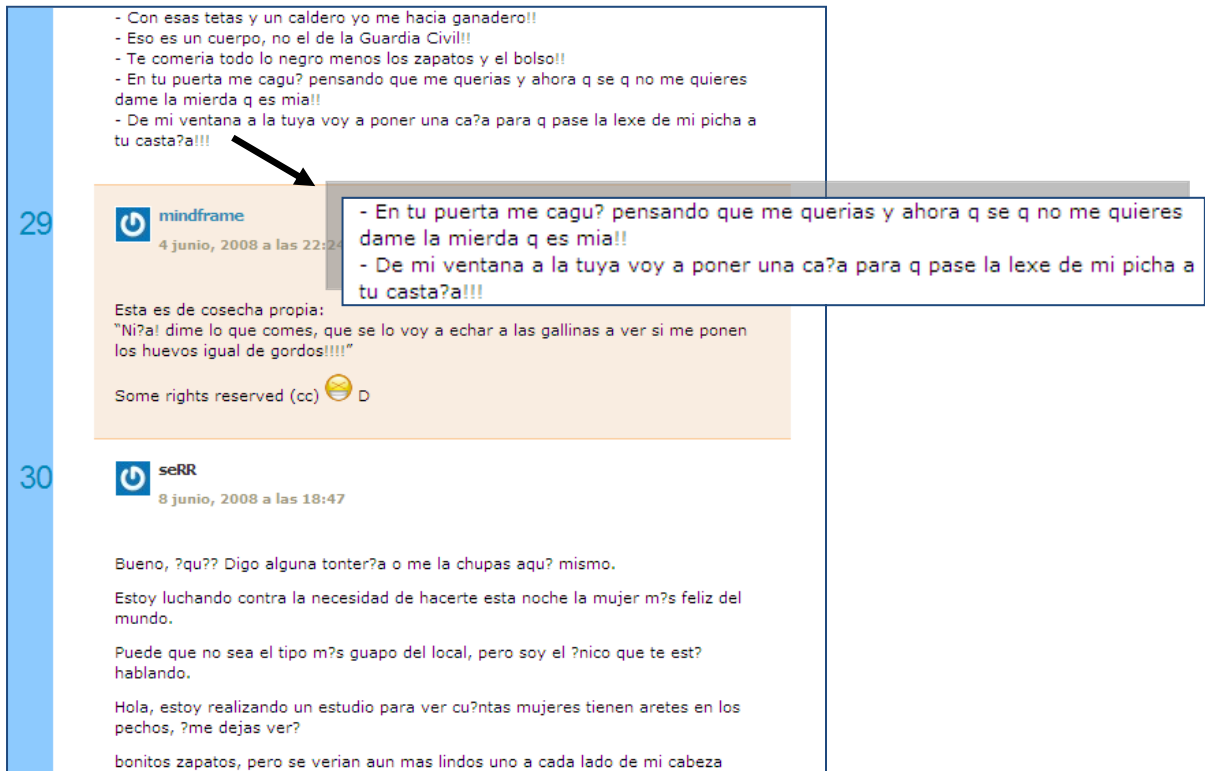 - Con esas tetas y un caldero yo me hacia ganadero!!
- Eso es un cuerpo, no el de la Guardia Civil!!
- Te comeria todo lo negro menos los zapatos y el bolso!!
- En tu puerta me cagu? pensando que me querias y ahora q se q no me quieres
dame la mierda q es mia!!
- De mi ventana a la tuya voy a poner una ca?a para q pase la lexe de mi picha a
tu casta?a!!!
29
mindframe
4 junio, 2008 a las 22:24
- En tu puerta me cagu? pensando que me querias y ahora q se q no me quieres
dame la mierda q es mia!!
- De mi ventana a la tuya voy a poner una ca?a para q pase la lexe de mi picha a
tu casta?a!!!
Esta es de cosecha propia:
"Ni?a! dime lo que comes, que se lo voy a echar a las gallinas a ver si me ponen
los huevos igual de gordos!!!!"
Some rights reserved (cc) D
30
seRR
8 junio, 2008 a las 18:47
Bueno, ?qu?? Digo alguna tonter?a o me la chupas aqu? mismo.
Estoy luchando contra la necesidad de hacerte esta noche la mujer m?s feliz del
mundo.
Puede que no sea el tipo m?s guapo del local, pero soy el ?nico que te est?
hablando.
Hola, estoy realizando un estudio para ver cu?ntas mujeres tienen aretes en los
pechos, ?me dejas ver?
bonitos zapatos, pero se verian aun mas lindos uno a cada lado de mi cabeza